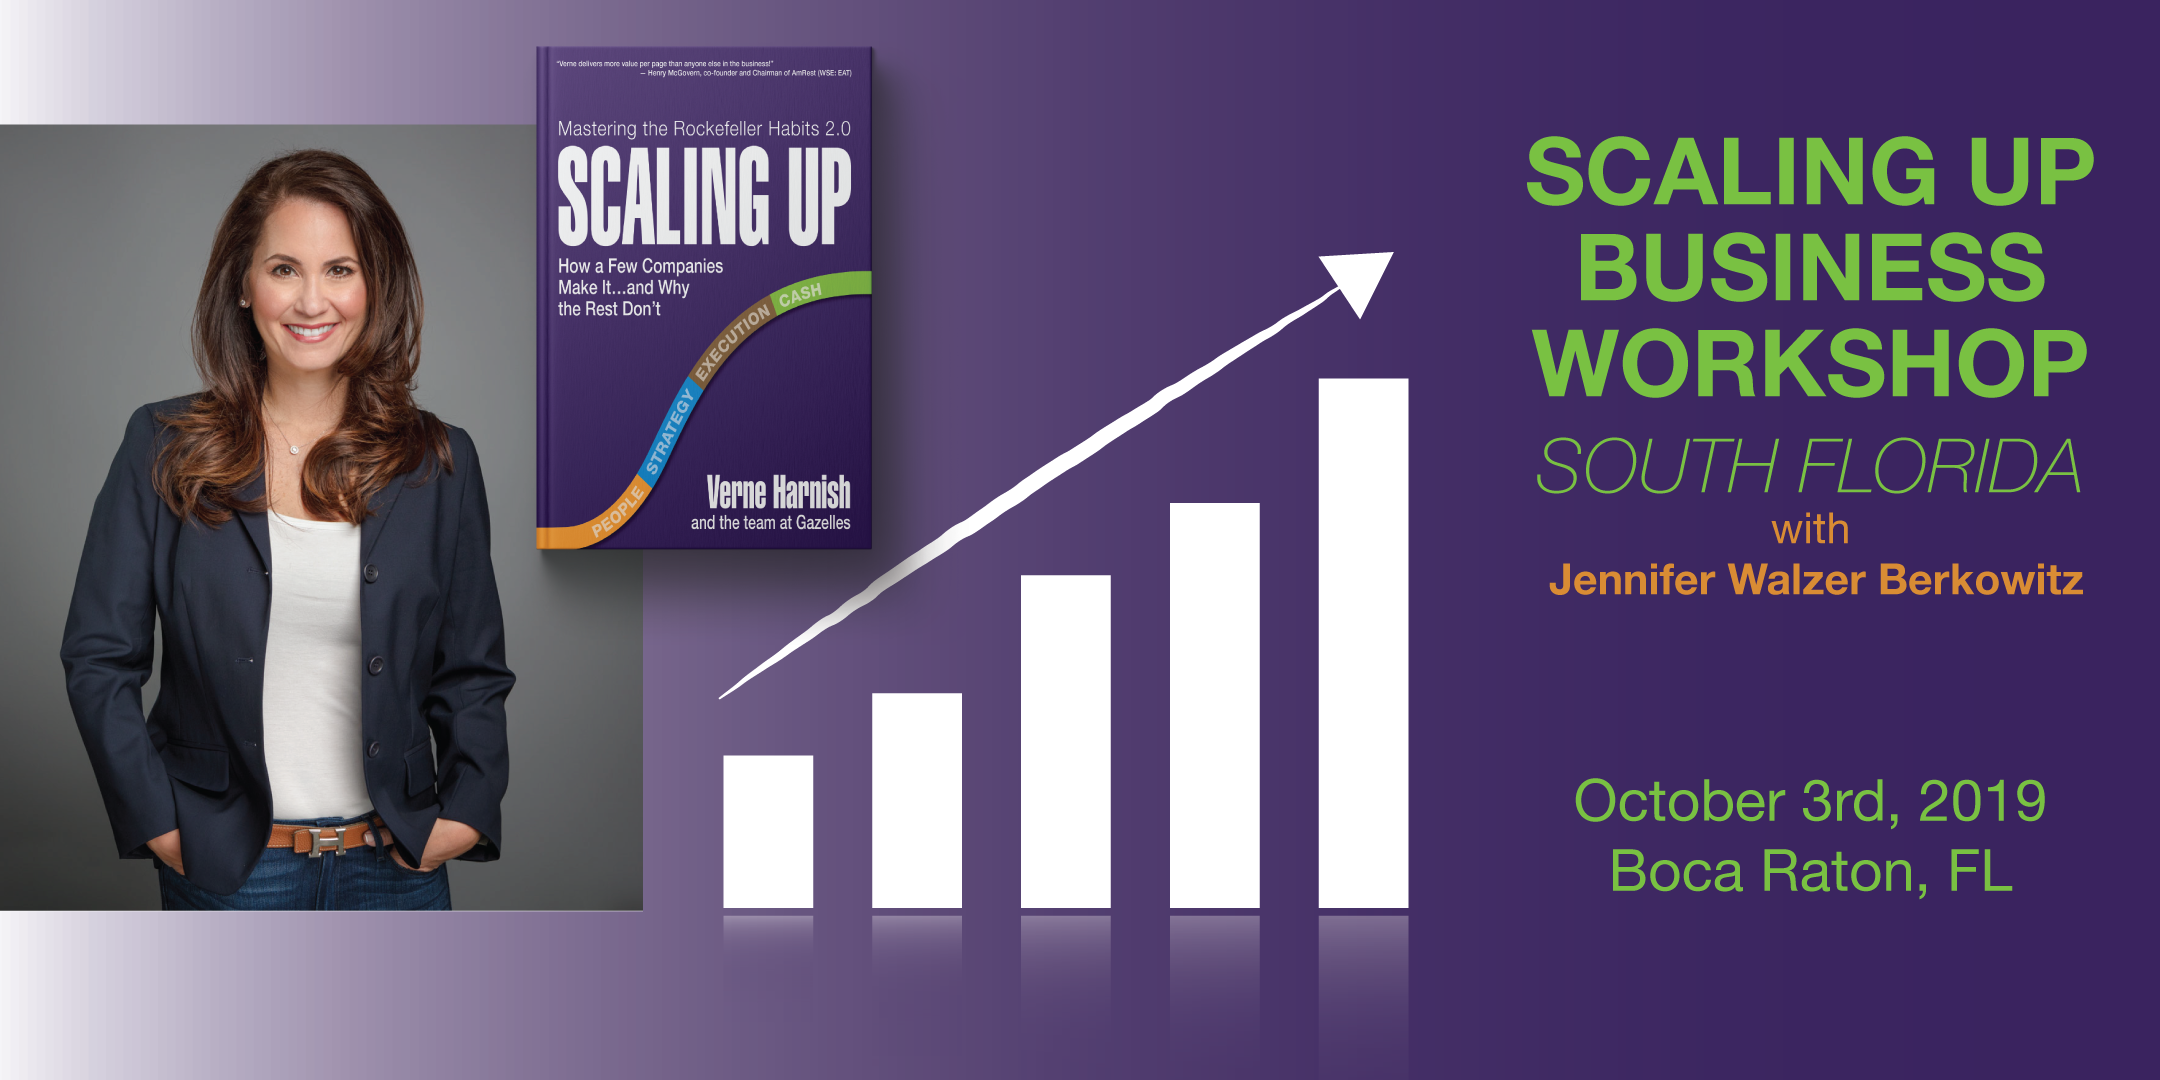 "Verne delivers more value per page than anyone else in the business!"
— Henry McGovern, co-founder and Chairman of AmRest (WSE: EAT)
Mastering the Rockefeller Habits 2.0
SCALING UP
How a Few Companies
Make It...and Why
the Rest Don't
CASH
EXECUTION
STRATEGY
PEOPLE
Verne Harnish
and the team at Gazelles
SCALING UP
BUSINESS
WORKSHOP
SOUTH FLORIDA
with
Jennifer Walzer Berkowitz
October 3rd, 2019
Boca Raton, FL